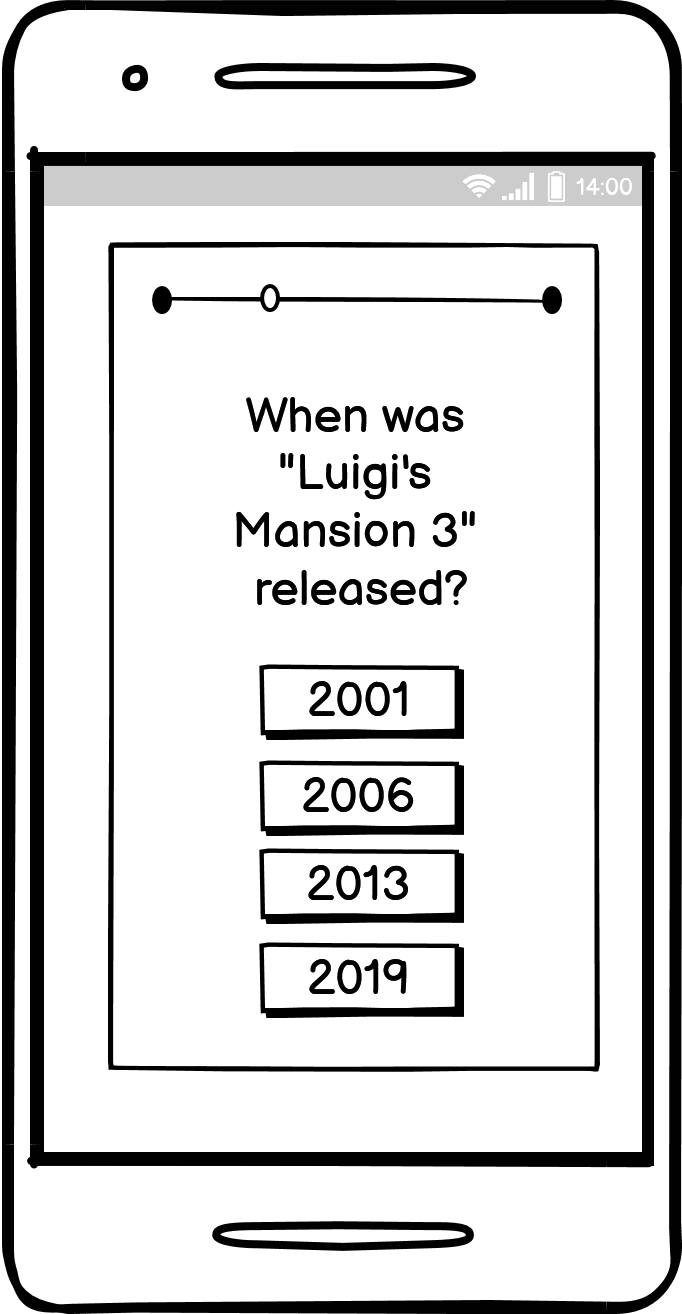 14:00
When was
"Luigi's
Mansion 3"
released?
2001
2006
2013
2019